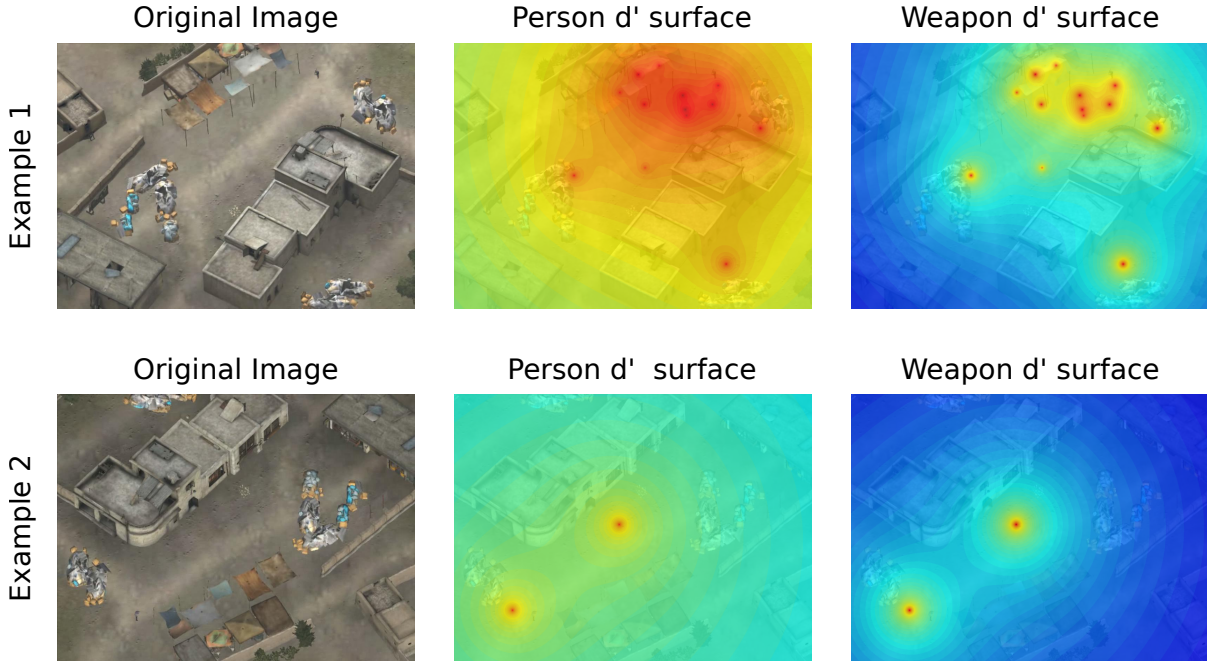 Original Image
Person d' surface
Weapon d' surface
Example 1
Original Image
Person d'  surface
Weapon d' surface
Example 2